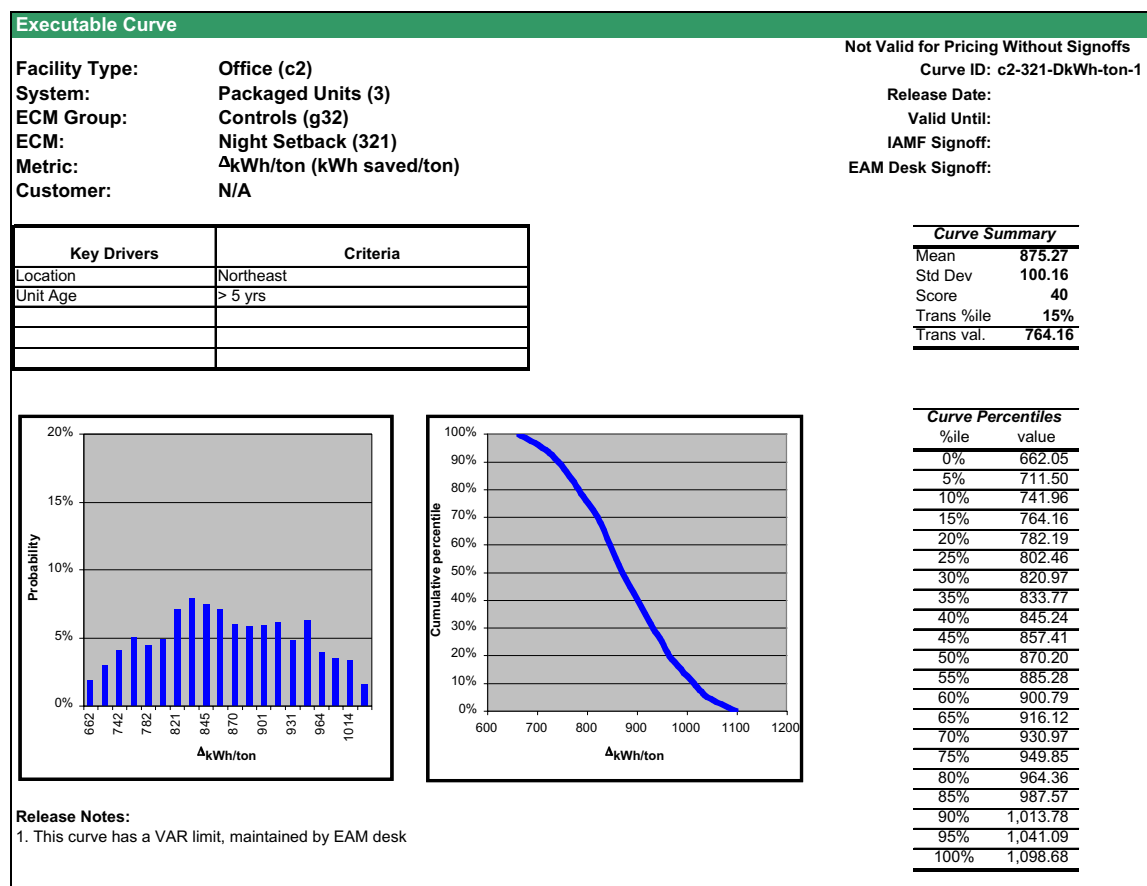 Executable Curve
Not Valid for Pricing Without Signoffs
Facility Type: Office (c2)
Curve ID: c2-321-DkWh-ton-1
System: Packaged Units (3)
Release Date:
ECM Group: Controls (g32)
Valid Until:
ECM: Night Setback (321)
IAMF Signoff:
Metric: ΔkWh/ton (kWh saved/ton)
EAM Desk Signoff:
Customer: N/A
Key Drivers Criteria
Location Northeast
Unit Age > 5 yrs
Curve Summary
Mean 875.27
Std Dev 100.16
Score 40
Trans %ile 15%
Trans val. 764.16
20%
15%
10%
5%
0%
Probability
662 742 782 821 845 870 901 931 964 1014
ΔkWh/ton
100%
90%
80%
70%
60%
50%
40%
30%
20%
10%
0%
Cumulative percentile
600 700 800 900 1000 1100 1200
ΔkWh/ton
Curve Percentiles
%ile value
0% 662.05
5% 711.50
10% 741.96
15% 764.16
20% 782.19
25% 802.46
30% 820.97
35% 833.77
40% 845.24
45% 857.41
50% 870.20
55% 885.28
60% 900.79
65% 916.12
70% 930.97
75% 949.85
80% 964.36
85% 987.57
90% 1,013.78
95% 1,041.09
100% 1,098.68
Release Notes:
1. This curve has a VAR limit, maintained by EAM desk